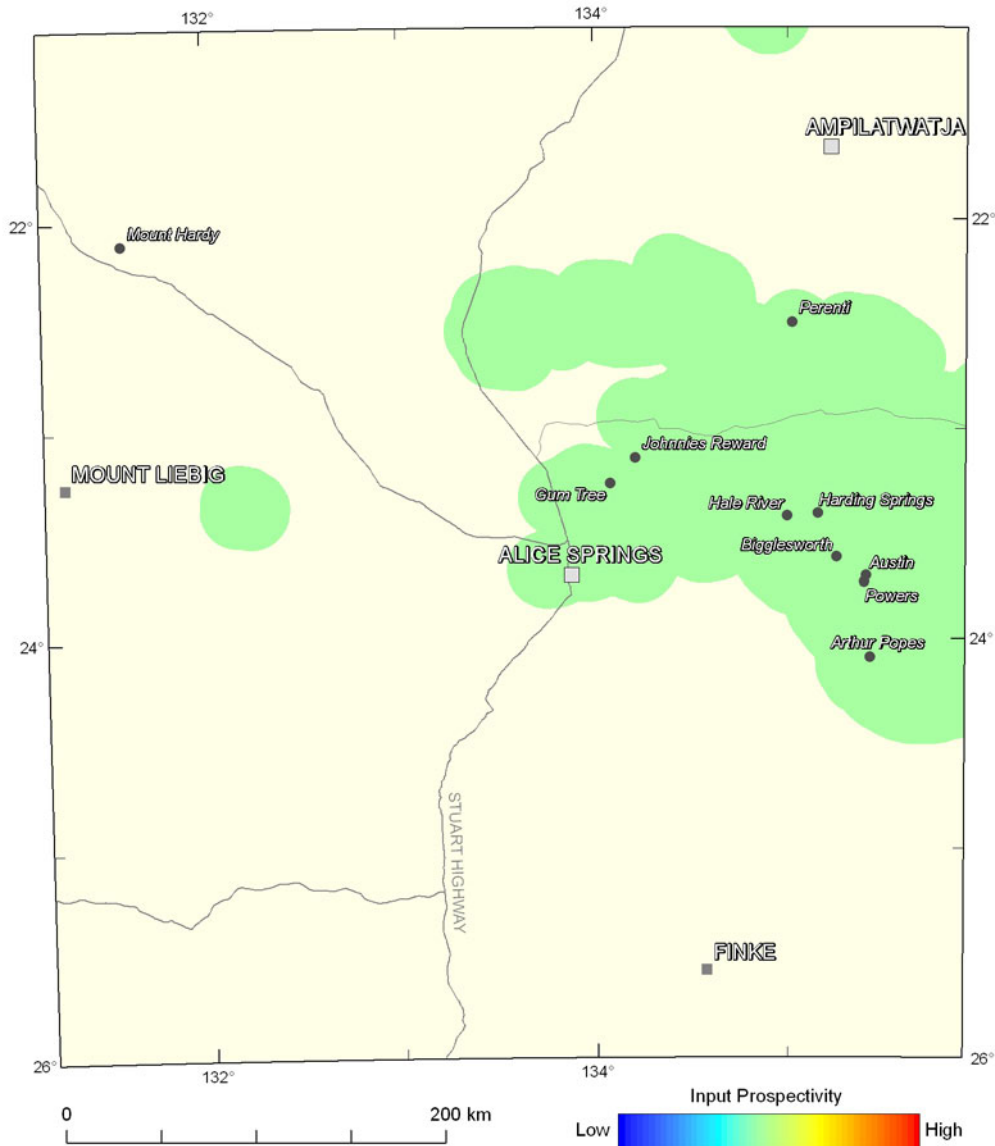 132°
134°
AMPILATWATJA
22°
22°
Mount Hardy
Perenti
Johnnies Reward
MOUNT LIEBIG
Gum Tree
Hale River
Harding Springs
Bigglesworth
ALICE SPRINGS
Austin
Powers
24°
24°
Arthur Popes
STUART HIGHWAY
FINKE
26°
26°
132°
134°
0
200 km
Input Prospectivity
Low
High